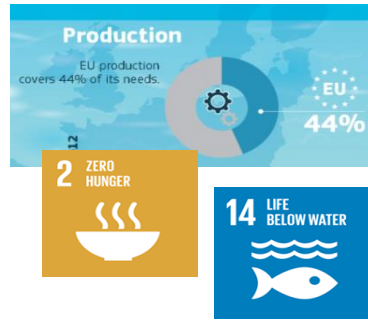 Production
EU production
covers 44% of its needs.
EU
44%
12
2 ZERO
HUNGER
14 LIFE
BELOW WATER